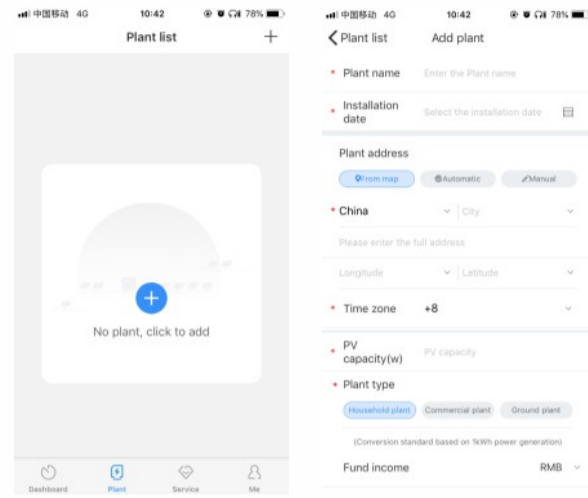 中国移动 4G
10:42
78%
Plant list
No plant, click to add
Dashboard
Plant
Service
Me
中国移动 4G
10:42
78%
Plant list
Add plant
* Plant name
Enter the Plant name
* Installation
date
Select the installation date
Plant address
From map
Automatic
Manual
* China
City
Please enter the full address
Longitude
Latitude
* Time zone
+8
* PV
capacity(w)
PV capacity
* Plant type
Household plant
Commercial plant
Ground plant
(Conversion standard based on 1kWh power generation)
Fund income
RMB